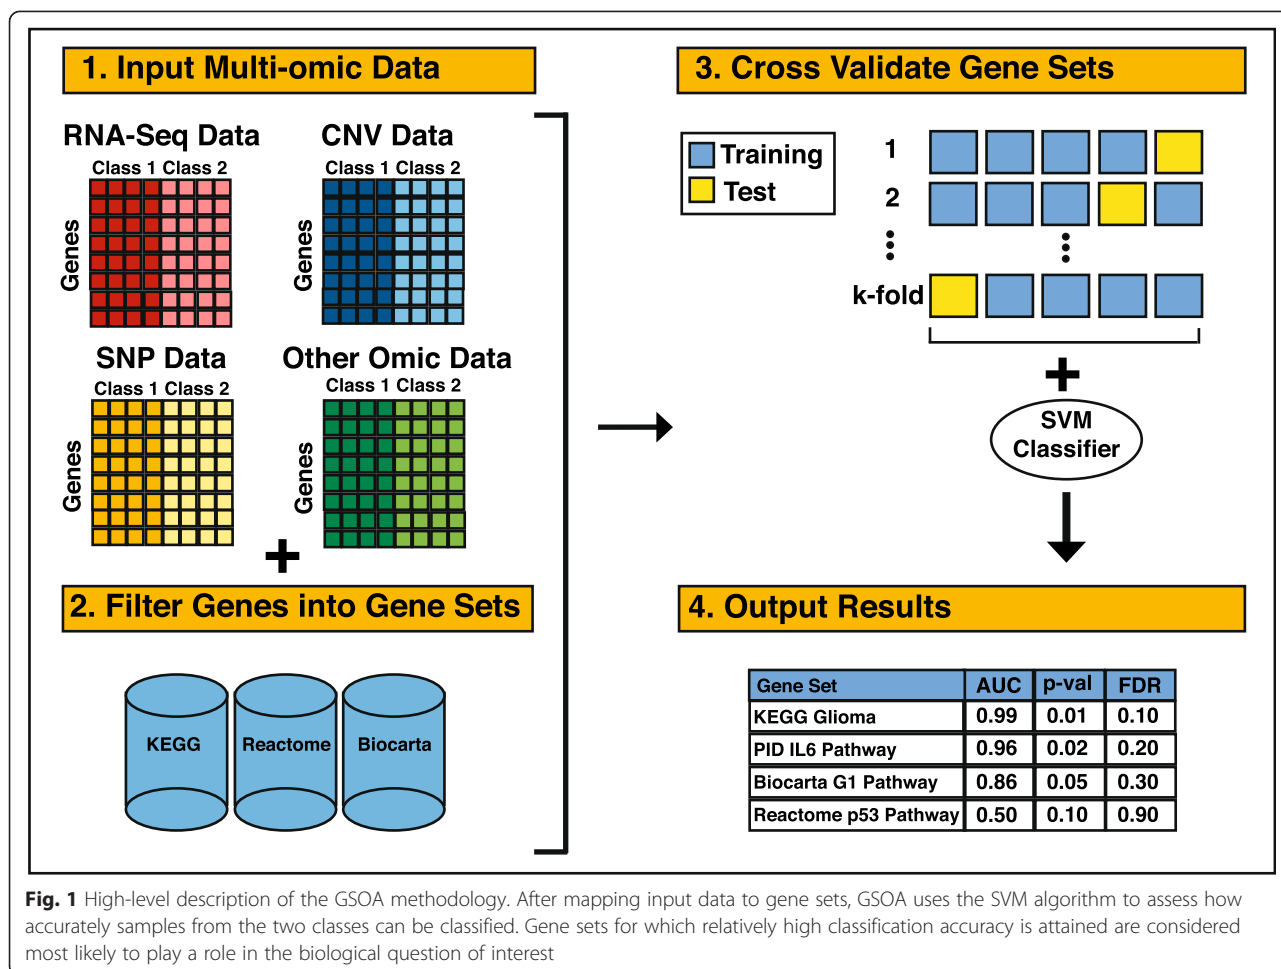 1. Input Multi-omic Data
RNA-Seq Data
Class 1 Class 2
Genes
CNV Data
Class 1 Class 2
Genes
SNP Data
Class 1 Class 2
Genes
Other Omic Data
Class 1 Class 2
Genes
+
2. Filter Genes into Gene Sets
KEGG
Reactome
Biocarta
3. Cross Validate Gene Sets
Training
Test
1
2
k-fold
+
SVM
Classifier
4. Output Results
Gene Set AUC p-val FDR
KEGG Glioma 0.99 0.01 0.10
PID IL6 Pathway 0.96 0.02 0.20
Biocarta G1 Pathway 0.86 0.05 0.30
Reactome p53 Pathway 0.50 0.10 0.90
Fig. 1 High-level description of the GSOA methodology. After mapping input data to gene sets, GSOA uses the SVM algorithm to assess how
accurately samples from the two classes can be classified. Gene sets for which relatively high classification accuracy is attained are considered
most likely to play a role in the biological question of interest